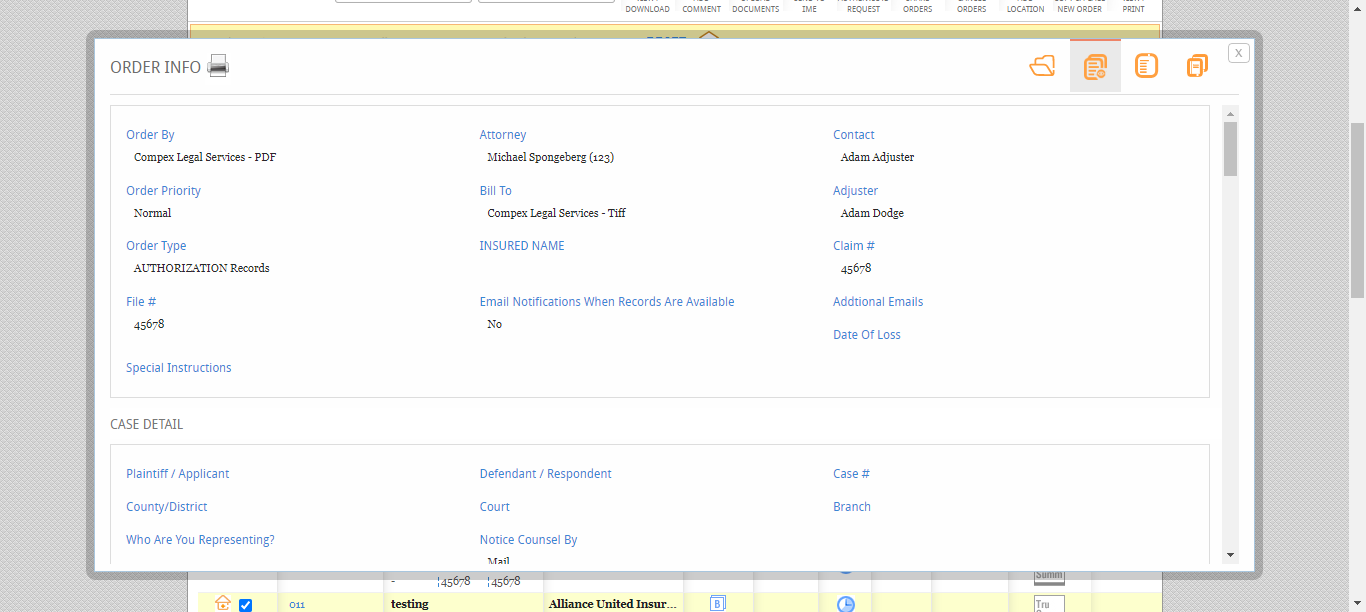 DOWNLOAD COMMENT DOCUMENTS IME REQUEST ORDERS ORDERS LOCATION NEW ORDER PRINT
ORDER INFO
X
Order By Attorney Contact
Compex Legal Services - PDF Michael Spongeberg (123) Adam Adjuster
Order Priority Bill To Adjuster
Normal Compex Legal Services - Tiff Adam Dodge
Order Type INSURED NAME Claim #
AUTHORIZATION Records 45678
File # Email Notifications When Records Are Available Addtional Emails
45678 No
Date Of Loss
Special Instructions
CASE DETAIL
Plaintiff / Applicant Defendant / Respondent Case #
County/District Court Branch
Who Are You Representing? Notice Counsel By
Mail
- 45678 45678 Summ
011 testing Alliance United Insur... B Tru